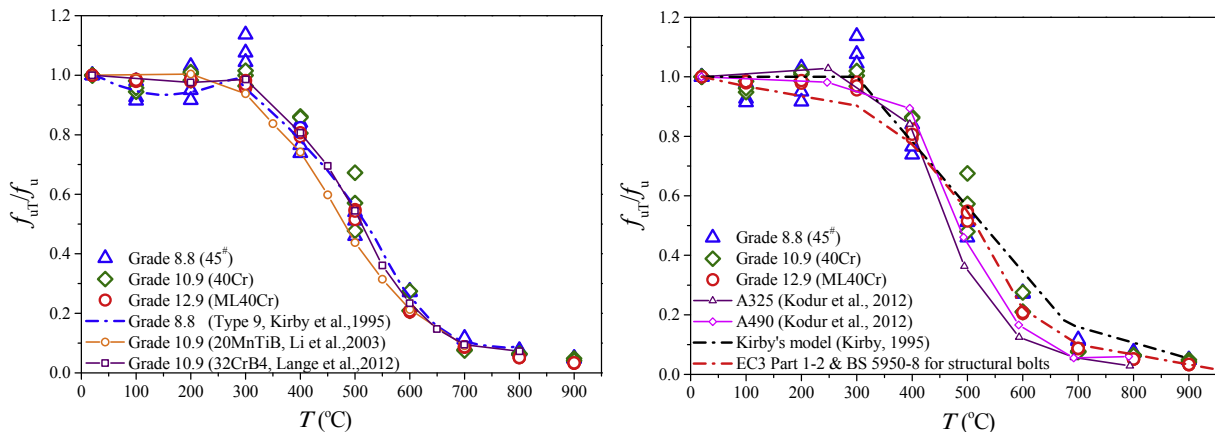 1.2
1.0
0.8
0.6
0.4
0.2
0.0
f_uT/f_u
Grade 8.8 (45#)
Grade 10.9 (40Cr)
Grade 12.9 (ML40Cr)
Grade 8.8 (Type 9, Kirby et al.,1995)
Grade 10.9 (20MnTiB, Li et al.,2003)
Grade 10.9 (32CrB4, Lange et al.,2012)
0 100 200 300 400 500 600 700 800 900
T (°C)
1.2
1.0
0.8
0.6
0.4
0.2
0.0
f_uT/f_u
Grade 8.8 (45#)
Grade 10.9 (40Cr)
Grade 12.9 (ML40Cr)
A325 (Kodur et al., 2012)
A490 (Kodur et al., 2012)
Kirby's model (Kirby, 1995)
EC3 Part 1-2 & BS 5950-8 for structural bolts
0 100 200 300 400 500 600 700 800 900
T (°C)